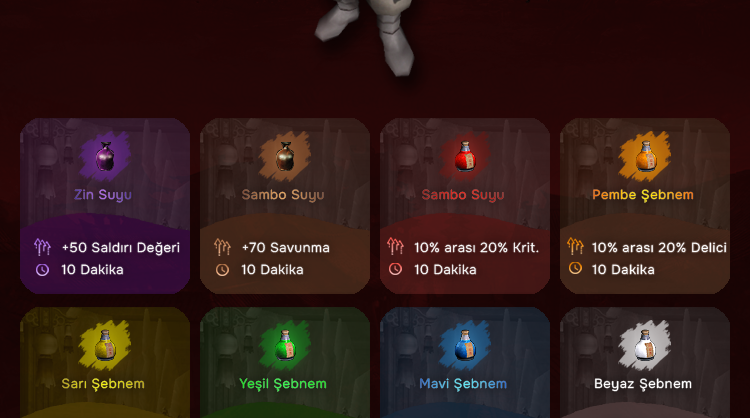 Zin Suyu
+50 Saldırı Değeri
10 Dakika
Sambo Suyu
+70 Savunma
10 Dakika
Sambo Suyu
10% arası 20% Krit.
10 Dakika
Pembe Şebnem
10% arası 20% Delici
10 Dakika
Sarı Şebnem
Yeşil Şebnem
Mavi Şebnem
Beyaz Şebnem